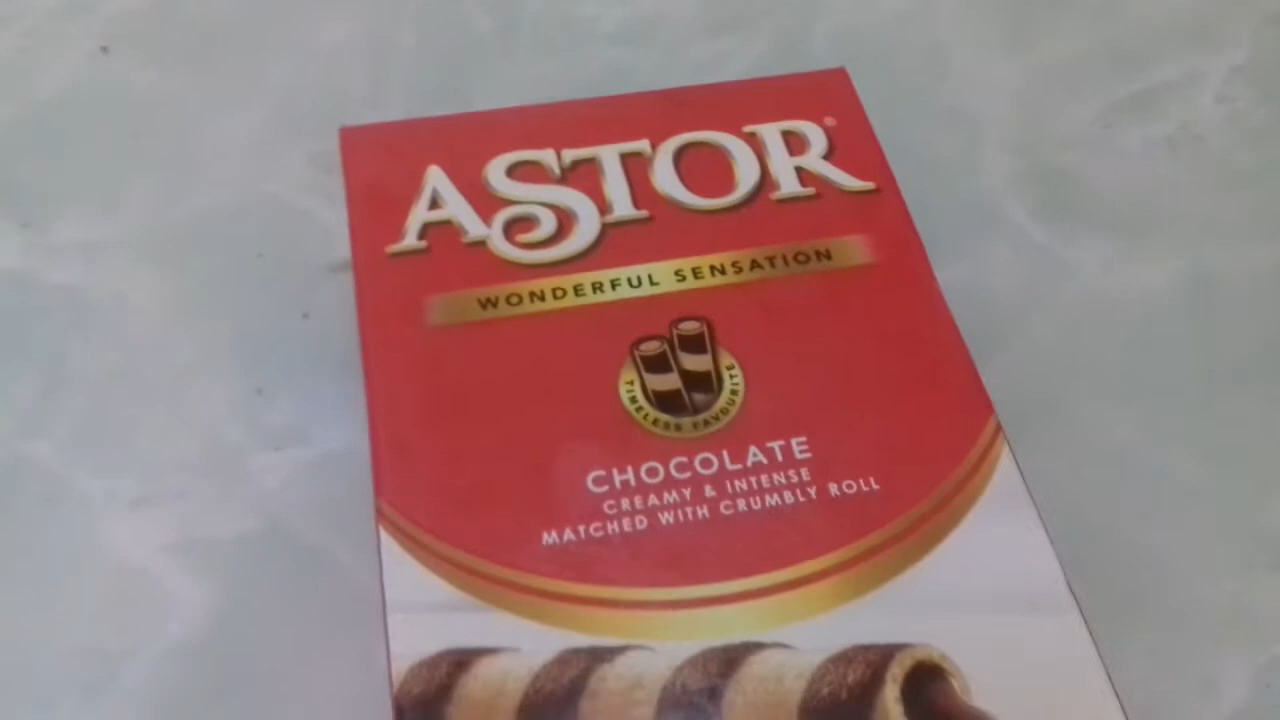 ASTOR®
WONDERFUL SENSATION
TIMELESS FAVOURITE
CHOCOLATE
CREAMY & INTENSE
MATCHED WITH CRUMBLY ROLL